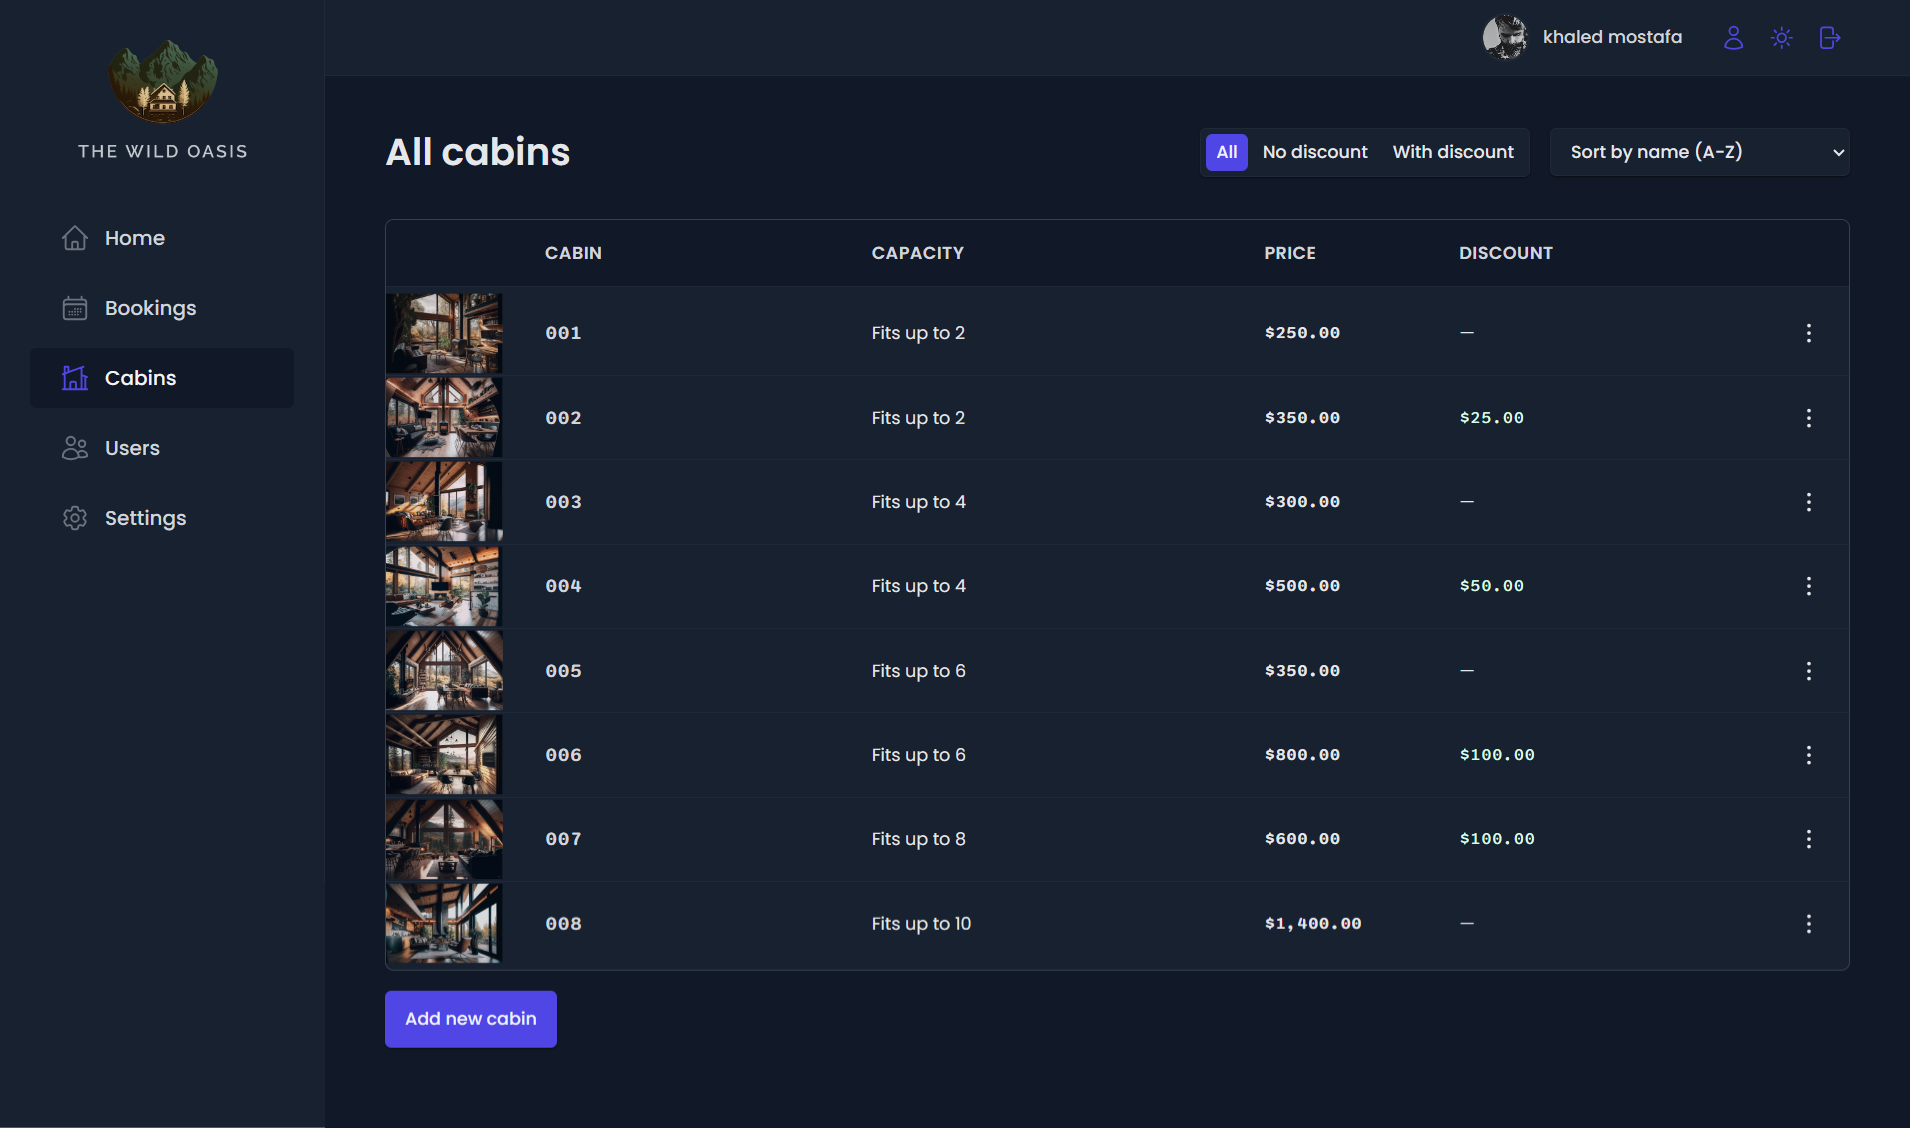 THE WILD OASIS
Home
Bookings
Cabins
Users
Settings
khaled mostafa
All cabins
All No discount With discount
Sort by name (A-Z)
CABIN CAPACITY PRICE DISCOUNT
001 Fits up to 2 $250.00 —
002 Fits up to 2 $350.00 $25.00
003 Fits up to 4 $300.00 —
004 Fits up to 4 $500.00 $50.00
005 Fits up to 6 $350.00 —
006 Fits up to 6 $800.00 $100.00
007 Fits up to 8 $600.00 $100.00
008 Fits up to 10 $1,400.00 —
Add new cabin